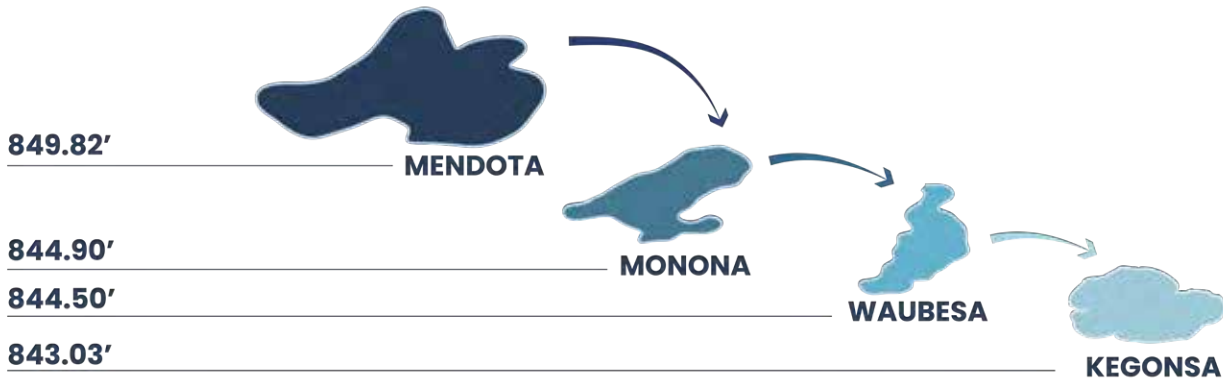 849.82’
MENDOTA
844.90’
MONONA
844.50’
WAUBESA
843.03’
KEGONSA